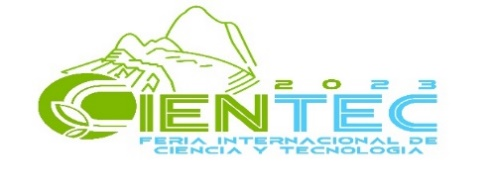 2023
CIENTEC
FERIA INTERNACIONAL DE
CIENCIA Y TECNOLOGIA